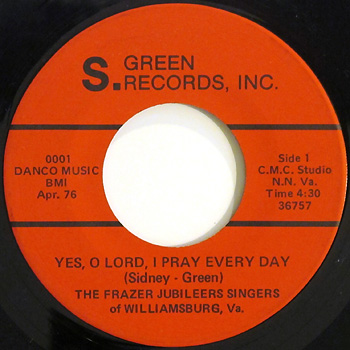 S. GREEN
RECORDS, INC.
0001
DANCO MUSIC
BMI
Apr. 76
Side 1
C.M.C. Studio
N.N. Va.
Time 4:30
36757
YES, O LORD, I PRAY EVERY DAY
(Sidney - Green)
THE FRAZER JUBILEERS SINGERS
of WILLIAMSBURG, Va.